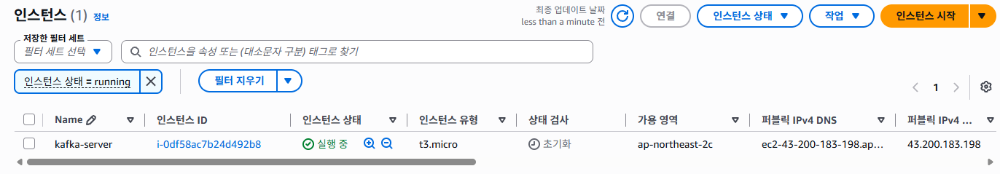 인스턴스 (1) 정보
최종 업데이트 날짜
less than a minute 전
연결
인스턴스 상태
작업
인스턴스 시작
저장한 필터 세트
필터 세트 선택
인스턴스을 속성 또는 (대소문자 구분) 태그로 찾기
인스턴스 상태 = running
필터 지우기
1
Name 인스턴스 ID 인스턴스 상태 인스턴스 유형 상태 검사 가용 영역 퍼블릭 IPv4 DNS 퍼블릭 IPv4 ...
kafka-server i-0df58ac7b24d492b8 실행 중 t3.micro 초기화 ap-northeast-2c ec2-43-200-183-198.ap... 43.200.183.198